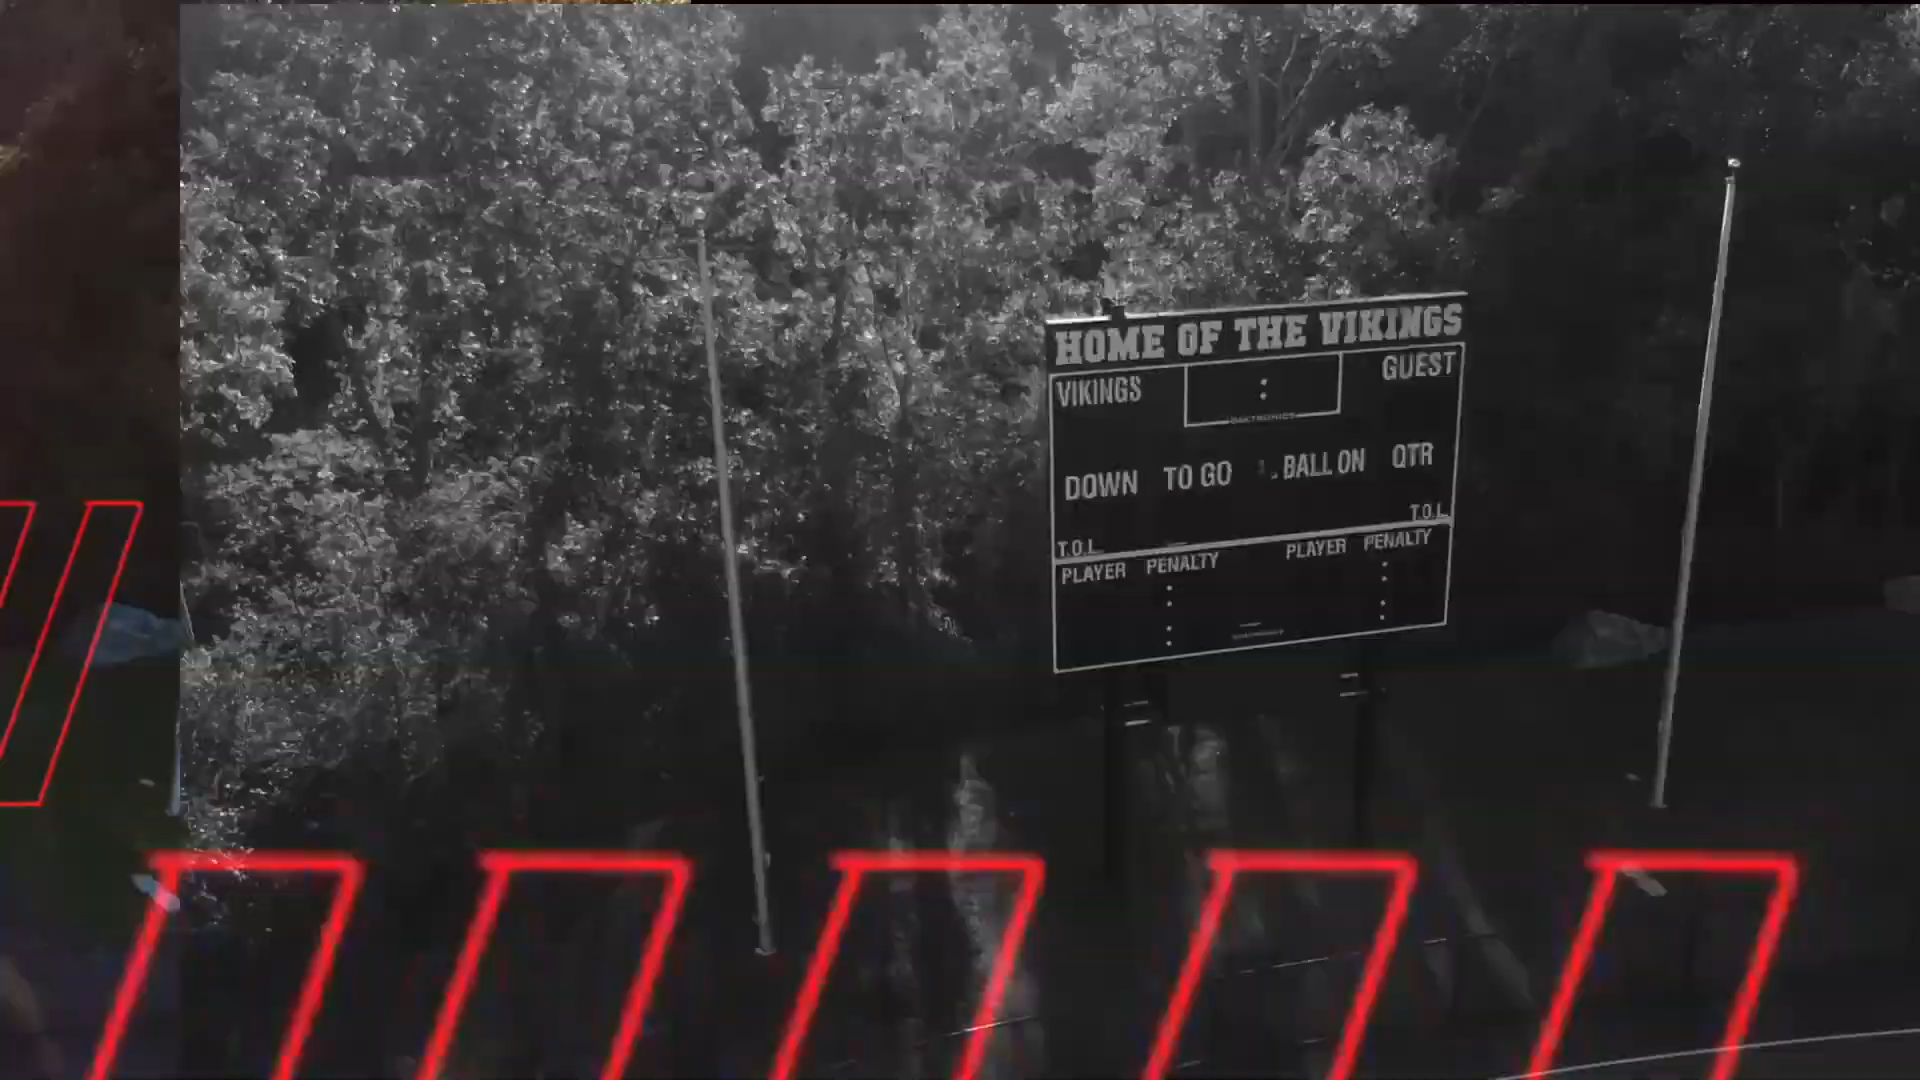 HOME OF THE VIKINGS
VIKINGS GUEST
:
DOWN TO GO BALL ON QTR
T.O.L. T.O.L.
PLAYER PENALTY PLAYER PENALTY